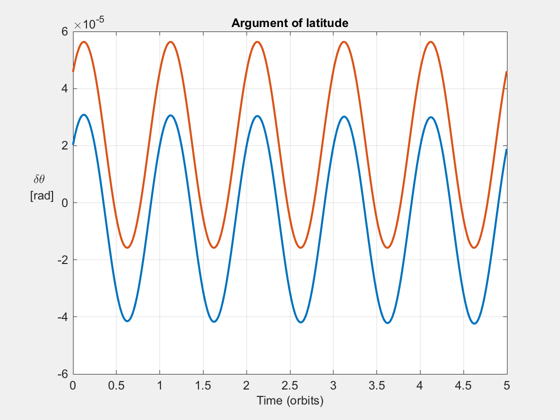 Argument of latitude
×10⁻⁵
6
4
2
0
-2
-4
-6
δθ
[rad]
0 0.5 1 1.5 2 2.5 3 3.5 4 4.5 5
Time (orbits)